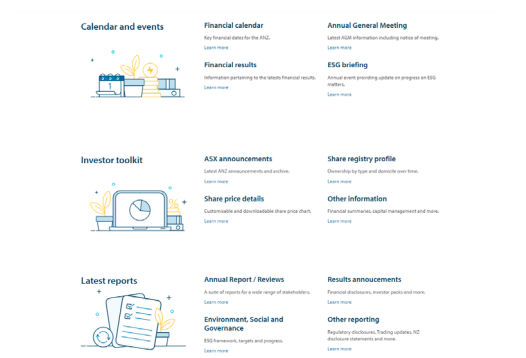 Calendar and events
Financial calendar
Key financial dates for the ANZ.
Learn more
Annual General Meeting
Latest AGM information including notice of meeting.
Learn more
Financial results
Information pertaining to the latests financial results.
Learn more
ESG briefing
Annual event providing update on progress on ESG
matters.
Learn more
1
Investor toolkit
ASX announcements
Latest ANZ announcements and archive.
Learn more
Share registry profile
Ownership by type and domicile over time.
Learn more
Share price details
Customisable and downloadable share price chart.
Learn more
Other information
Financial summaries, capital management and more.
Learn more
Latest reports
Annual Report / Reviews
A suite of reports for a wide range of stakeholders.
Learn more
Results annoucements
Financial disclosures, investor packs and more.
Learn more
Environment, Social and
Governance
ESG framework, targets and progress.
Learn more
Other reporting
Regulatory disclosures, Trading updates, NZ
disclosure statements and more.
Learn more